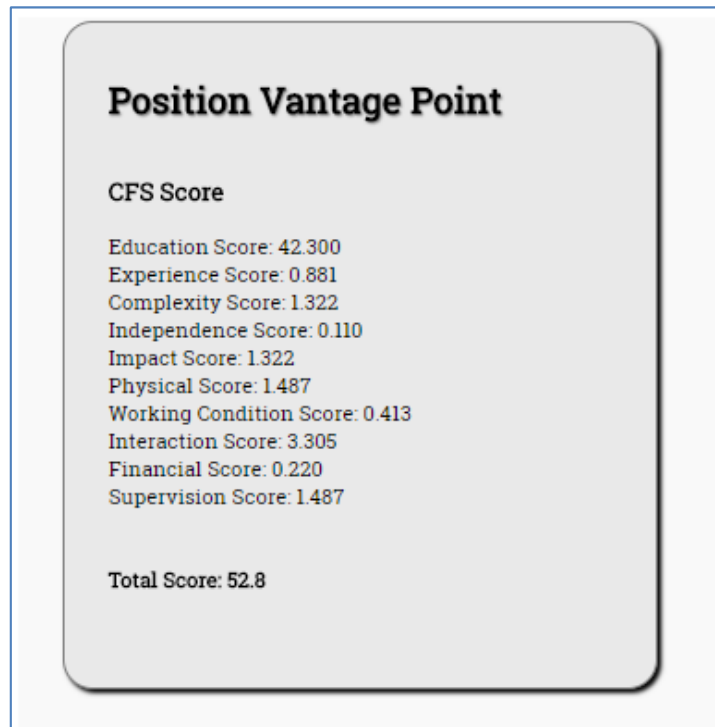 Position Vantage Point
CFS Score
Education Score: 42.300
Experience Score: 0.881
Complexity Score: 1.322
Independence Score: 0.110
Impact Score: 1.322
Physical Score: 1.487
Working Condition Score: 0.413
Interaction Score: 3.305
Financial Score: 0.220
Supervision Score: 1.487
Total Score: 52.8